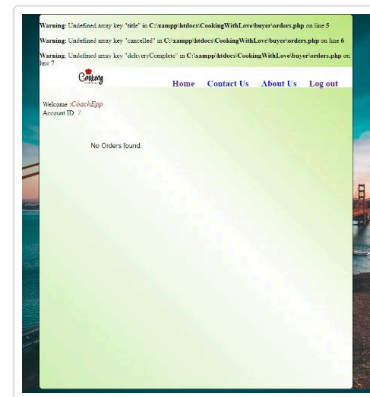 Warning: Undefined array key "title" in C:\xampp\htdocs\CookingWithLove\buyer\orders.php on line 5
Warning: Undefined array key "cancelled" in C:\xampp\htdocs\CookingWithLove\buyer\orders.php on line 6
Warning: Undefined array key "deliveryComplete" in C:\xampp\htdocs\CookingWithLove\buyer\orders.php on
line 7
Cooking
Home Contact Us About Us Log out
Welcome :CoachEpp
Account ID: 7
No Orders found.